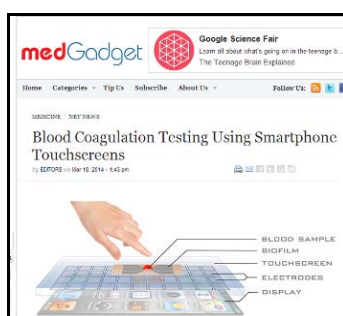 medGadget
Google Science Fair
Learn all about what's going on in the teenage b...
The Teenage Brain Explained
Home Categories Tip Us Subscribe About Us Follow Us:
MEDICINE NET NEWS
Blood Coagulation Testing Using Smartphone
Touchscreens
by EDITORS on Mar 18, 2014 • 1:45 pm
BLOOD SAMPLE
BIOFILM
TOUCHSCREEN
ELECTRODES
DISPLAY